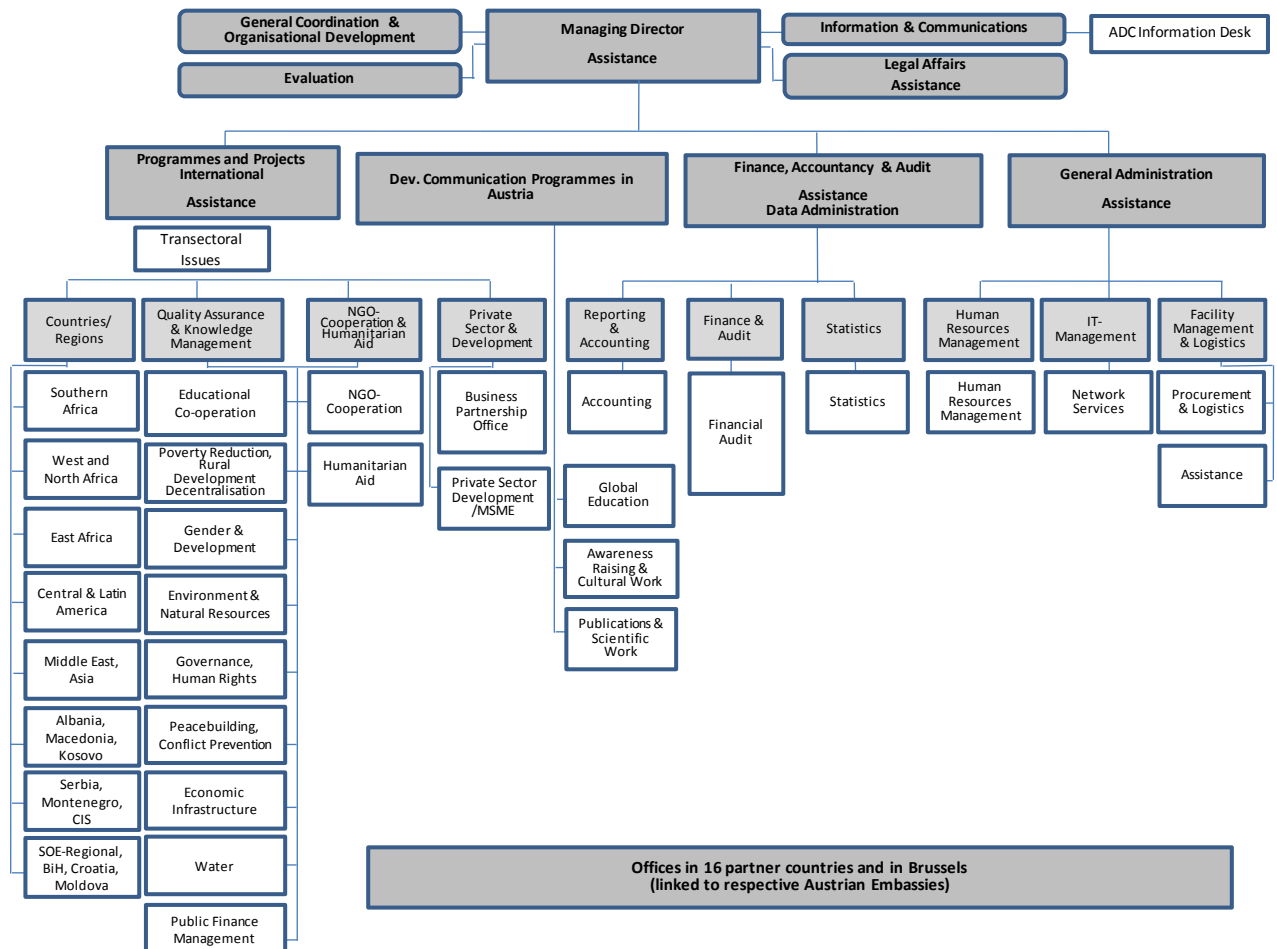 General Coordination &
Organisational Development
Managing Director
Assistance
Information & Communications
ADC Information Desk
Evaluation
Legal Affairs
Assistance
Programmes and Projects
International
Assistance
Dev. Communication Programmes in
Austria
Finance, Accountancy & Audit
Assistance
Data Administration
General Administration
Assistance
Transectoral
Issues
Countries/
Regions
Quality Assurance
& Knowledge
Management
NGO-
Cooperation &
Humanitarian
Aid
Private
Sector &
Development
Reporting
&
Accounting
Finance &
Audit
Statistics
Human
Resources
Management
IT-
Management
Facility
Management
& Logistics
Southern
Africa
Educational
Co-operation
NGO-
Cooperation
Business
Partnership
Office
Accounting
Financial
Audit
Statistics
Human
Resources
Management
Network
Services
Procurement
& Logistics
West and
North Africa
Poverty Reduction,
Rural
Development
Decentralisation
Humanitarian
Aid
Private Sector
Development
/MSME
Global
Education
Assistance
East Africa
Gender &
Development
Awareness
Raising &
Cultural Work
Central & Latin
America
Environment &
Natural Resources
Publications &
Scientific
Work
Middle East,
Asia
Governance,
Human Rights
Albania,
Macedonia,
Kosovo
Peacebuilding,
Conflict Prevention
Serbia,
Montenegro,
CIS
Economic
Infrastructure
SOE-Regional,
BiH, Croatia,
Moldova
Water
Offices in 16 partner countries and in Brussels
(linked to respective Austrian Embassies)
Public Finance
Management